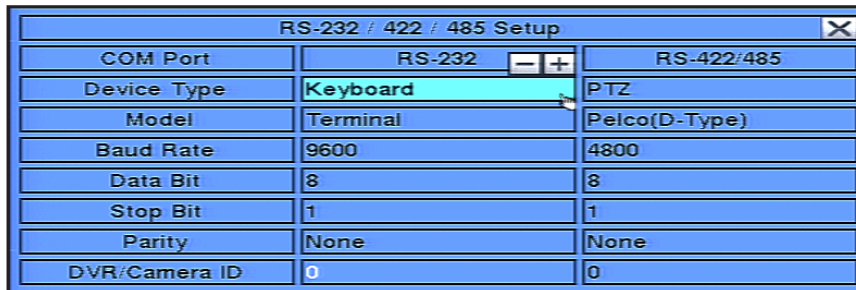 RS-232 / 422 / 485 Setup
COM Port RS-232 RS-422/485
Device Type Keyboard PTZ
Model Terminal Pelco(D-Type)
Baud Rate 9600 4800
Data Bit 8 8
Stop Bit 1 1
Parity None None
DVR/Camera ID 0 0